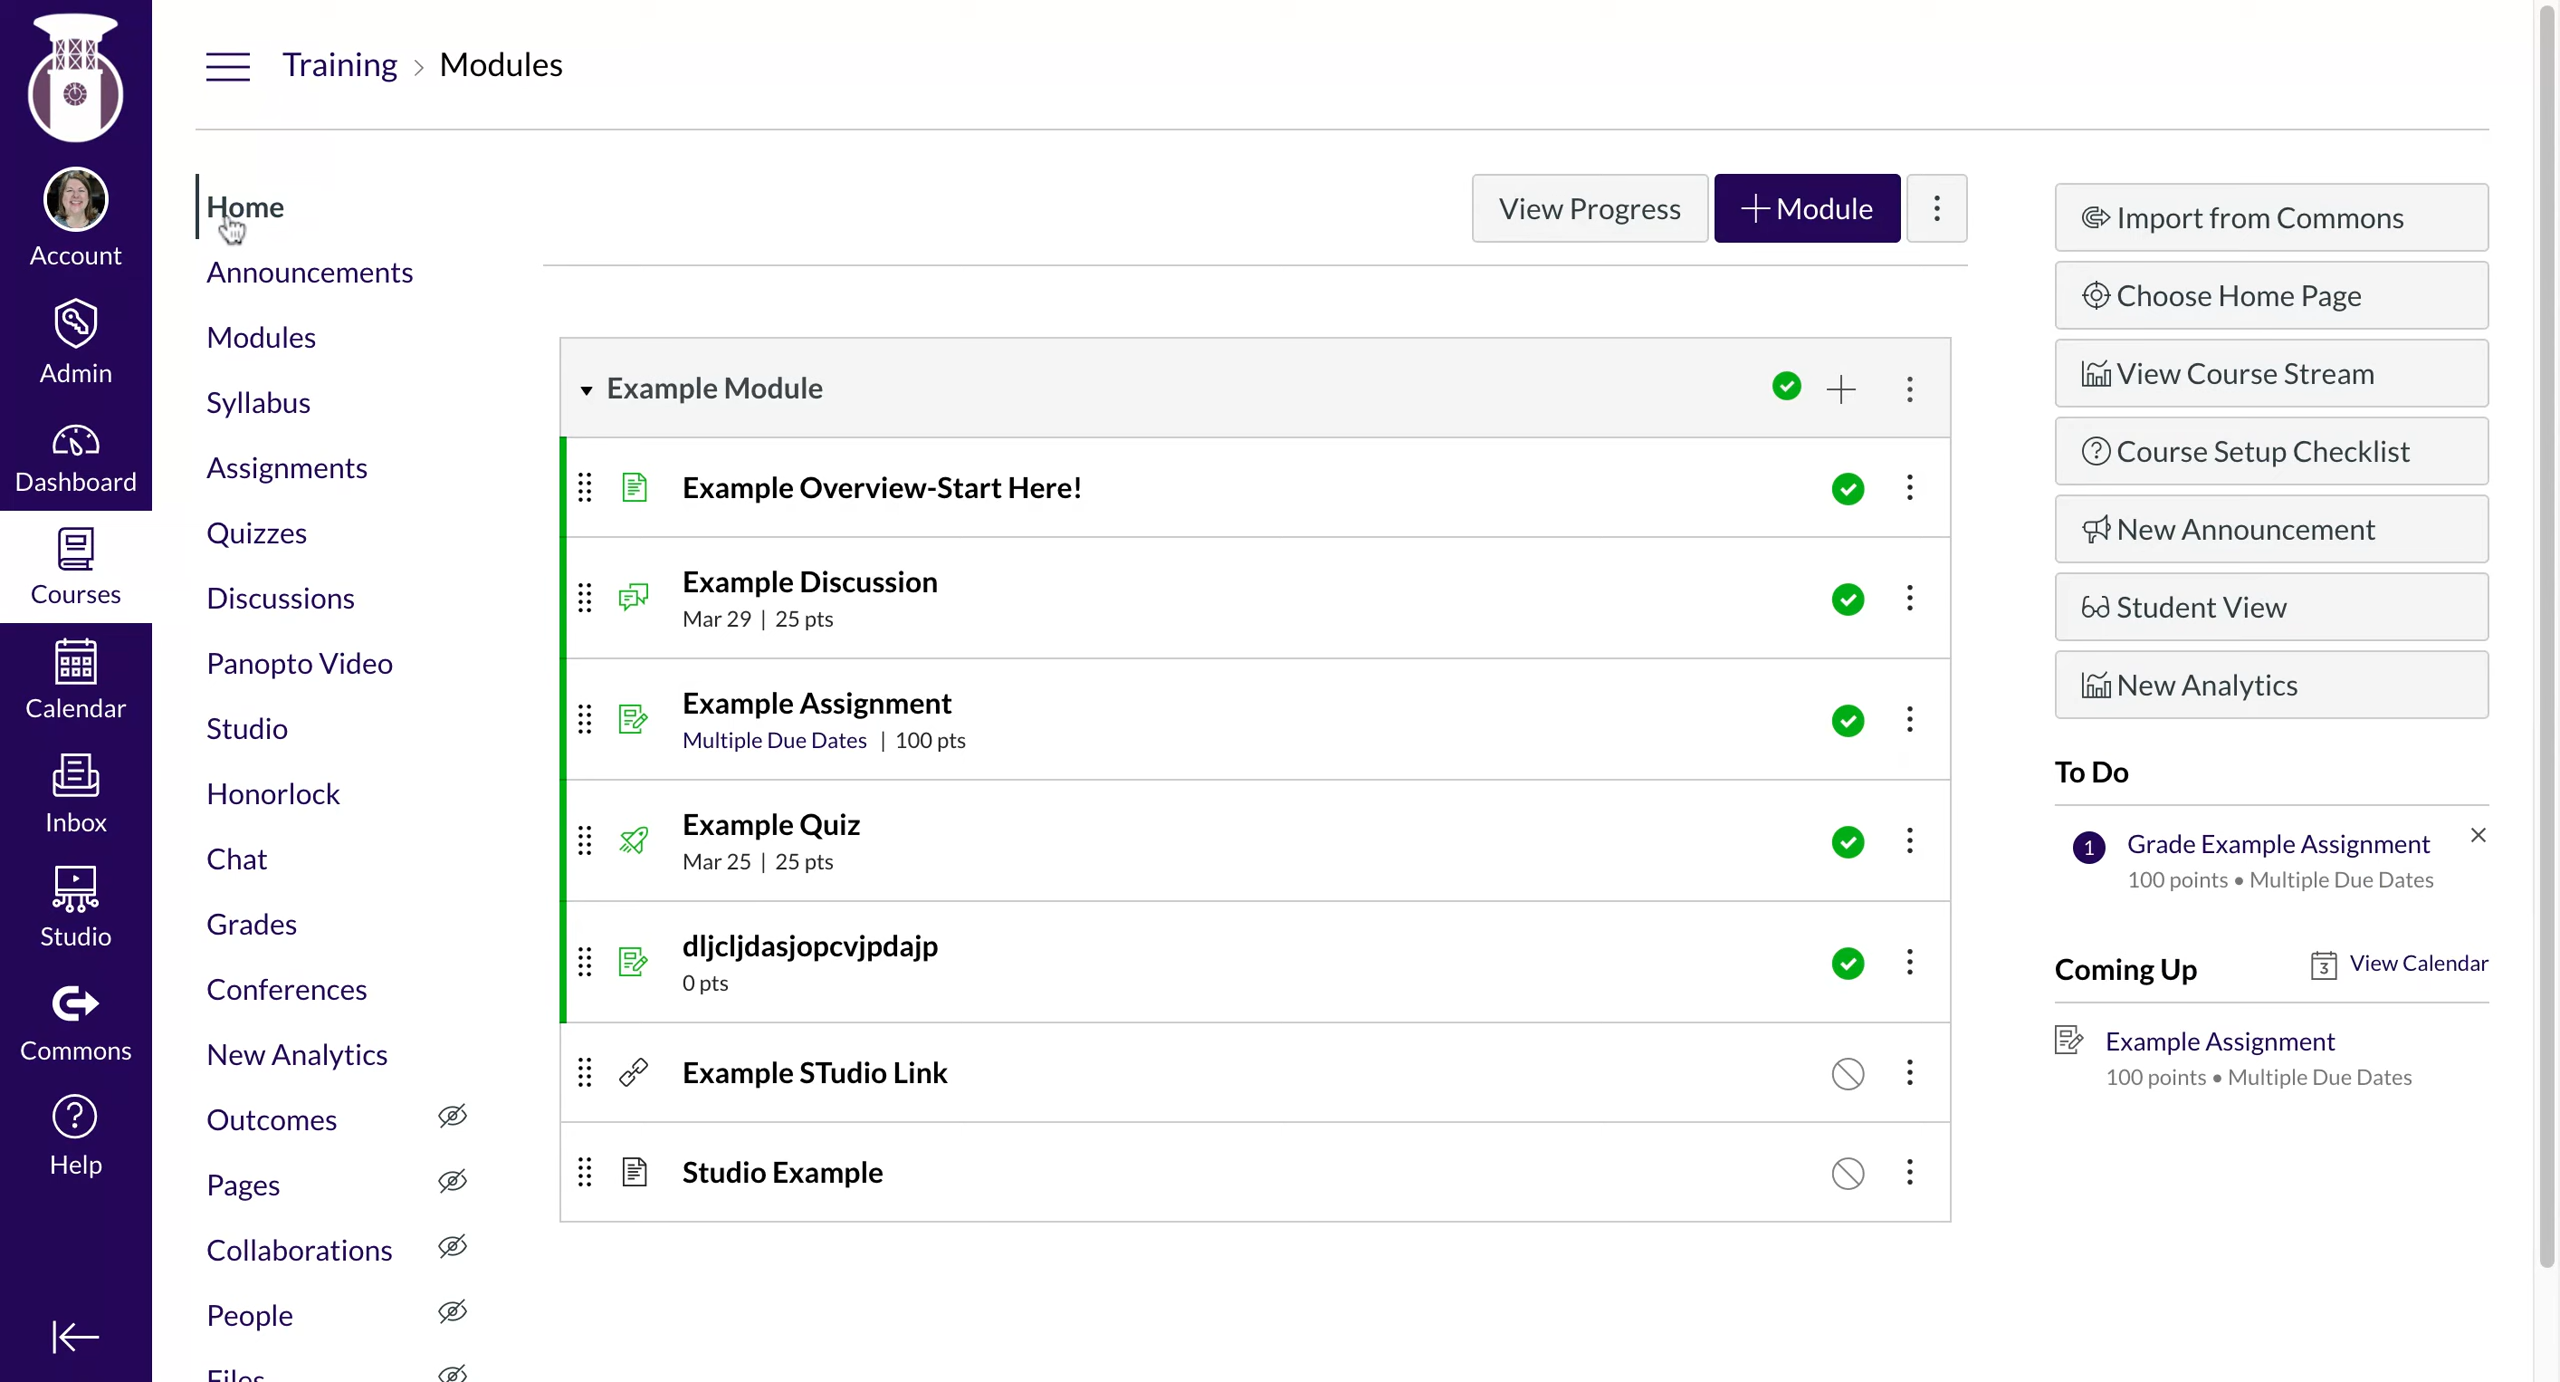 Training > Modules
Account
Admin
Dashboard
Courses
Calendar
Inbox
Studio
Commons
Help
Home
Announcements
Modules
Syllabus
Assignments
Quizzes
Discussions
Panopto Video
Studio
Honorlock
Chat
Grades
Conferences
New Analytics
Outcomes
Pages
Collaborations
People
Files
View Progress
+ Module
Example Module
Example Overview-Start Here!
Example Discussion
Mar 29 | 25 pts
Example Assignment
Multiple Due Dates | 100 pts
Example Quiz
Mar 25 | 25 pts
dljcljdasjopcvjpdajp
0 pts
Example STudio Link
Studio Example
Import from Commons
Choose Home Page
View Course Stream
Course Setup Checklist
New Announcement
Student View
New Analytics
To Do
1 Grade Example Assignment
100 points • Multiple Due Dates
Coming Up 3 View Calendar
Example Assignment
100 points • Multiple Due Dates